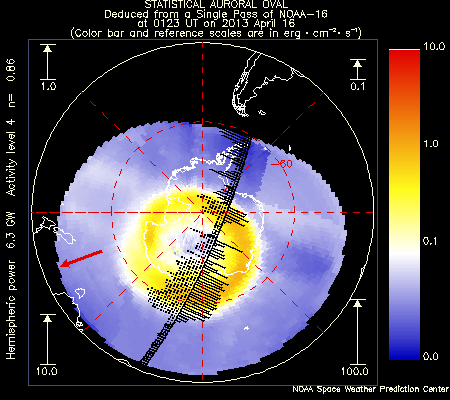 STATISTICAL AURORAL OVAL
Deduced from a Single Pass of NOAA-16
at 0123 UT on 2013 April 16
(Color bar and reference scales are in erg·cm⁻²·s⁻¹)
1.0
0.1
10.0
1.0
0.1
0.0
-60
Hemispheric power 6.3 GW Activity level 4 n= 0.86
10.0
100.0
NOAA Space Weather Prediction Center